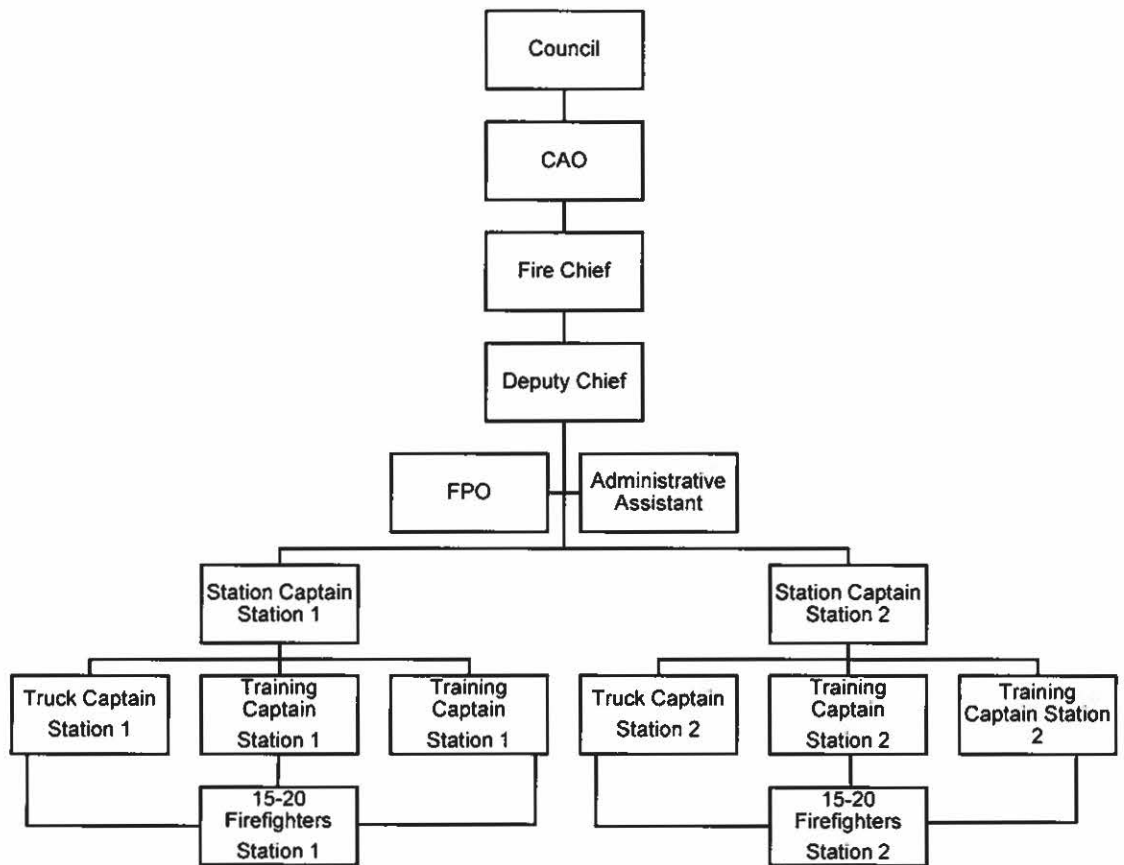 Council
CAO
Fire Chief
Deputy Chief
FPO
Administrative
Assistant
Station Captain
Station 1
Station Captain
Station 2
Truck Captain
Station 1
Training
Captain
Station 1
Training
Captain
Station 1
Truck Captain
Station 2
Training
Captain
Station 2
Training
Captain Station
2
15-20
Firefighters
Station 1
15-20
Firefighters
Station 2